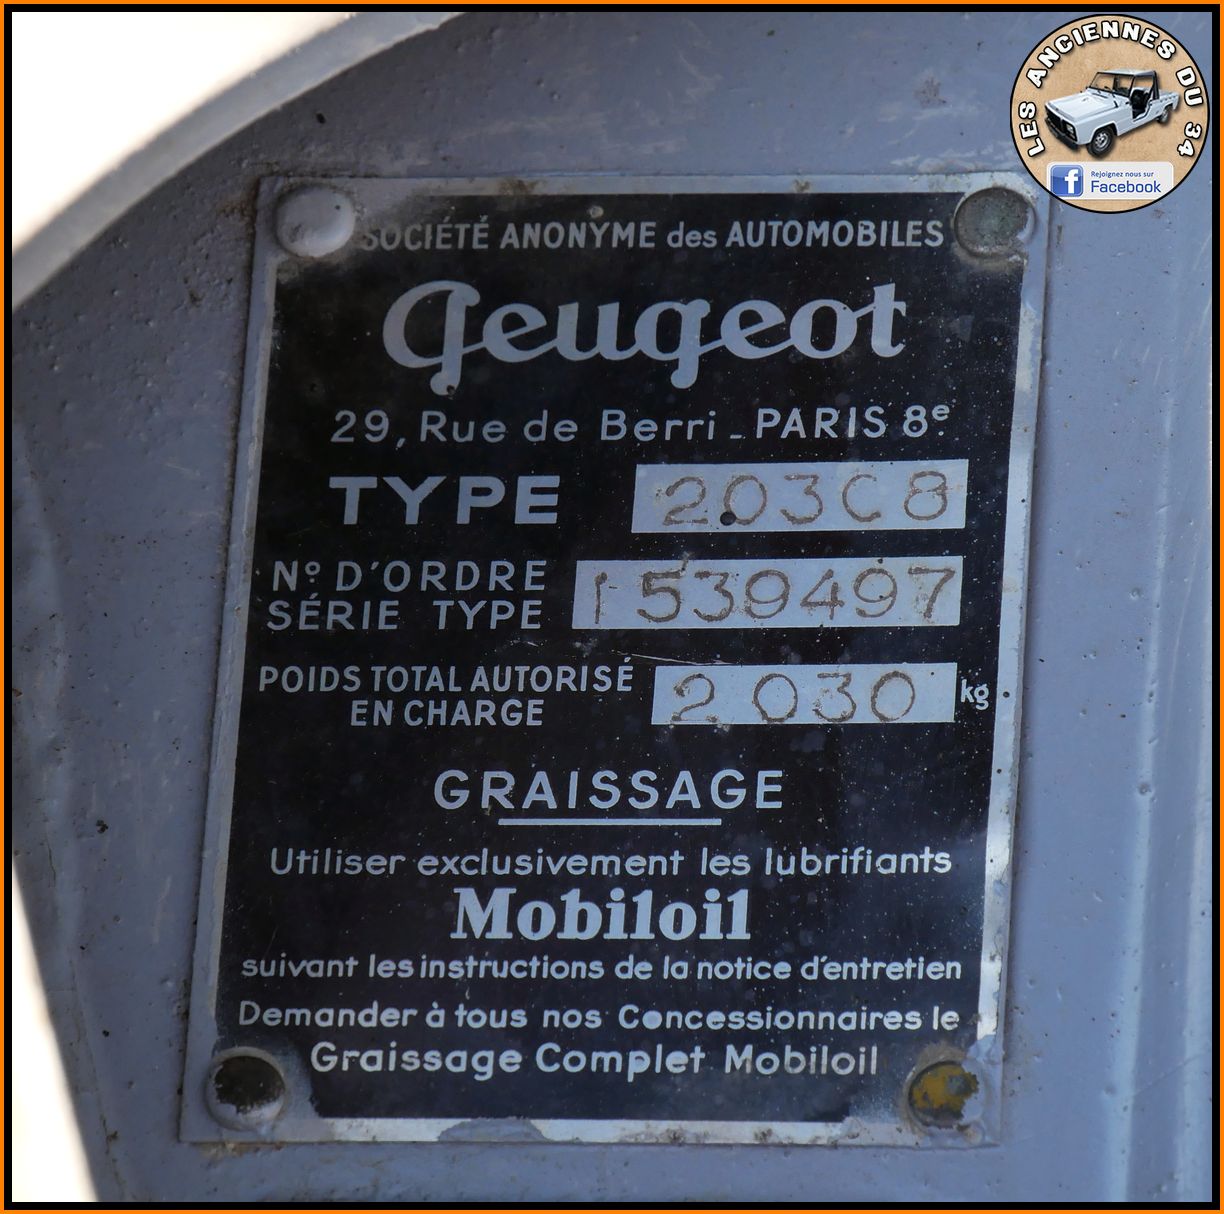 LES ANCIENNES DU 34
Rejoignez nous sur
Facebook
SOCIÉTÉ ANONYME des AUTOMOBILES
Peugeot
29, Rue de Berri - PARIS 8e.
TYPE 203C8
No D'ORDRE
SÉRIE TYPE 1539497
POIDS TOTAL AUTORISÉ
EN CHARGE 2030 kg
GRAISSAGE
Utiliser exclusivement les lubrifiants
Mobiloil
suivant les instructions de la notice d'entretien
Demander à tous nos Concessionnaires le
Graissage Complet Mobiloil